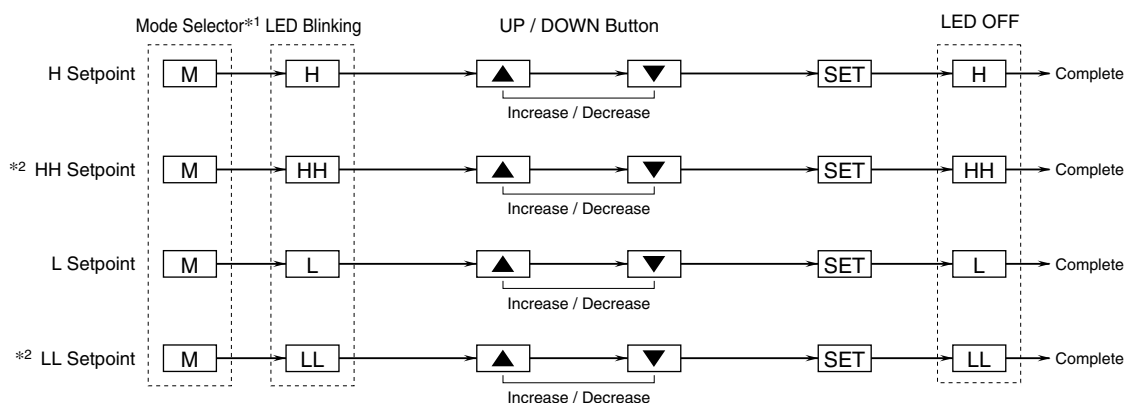 Mode Selector*1 LED Blinking UP / DOWN Button LED OFF
H Setpoint M H ▲ ▼ SET H Complete
Increase / Decrease
*2 HH Setpoint M HH ▲ ▼ SET HH Complete
Increase / Decrease
L Setpoint M L ▲ ▼ SET L Complete
Increase / Decrease
*2 LL Setpoint M LL ▲ ▼ SET LL Complete
Increase / Decrease